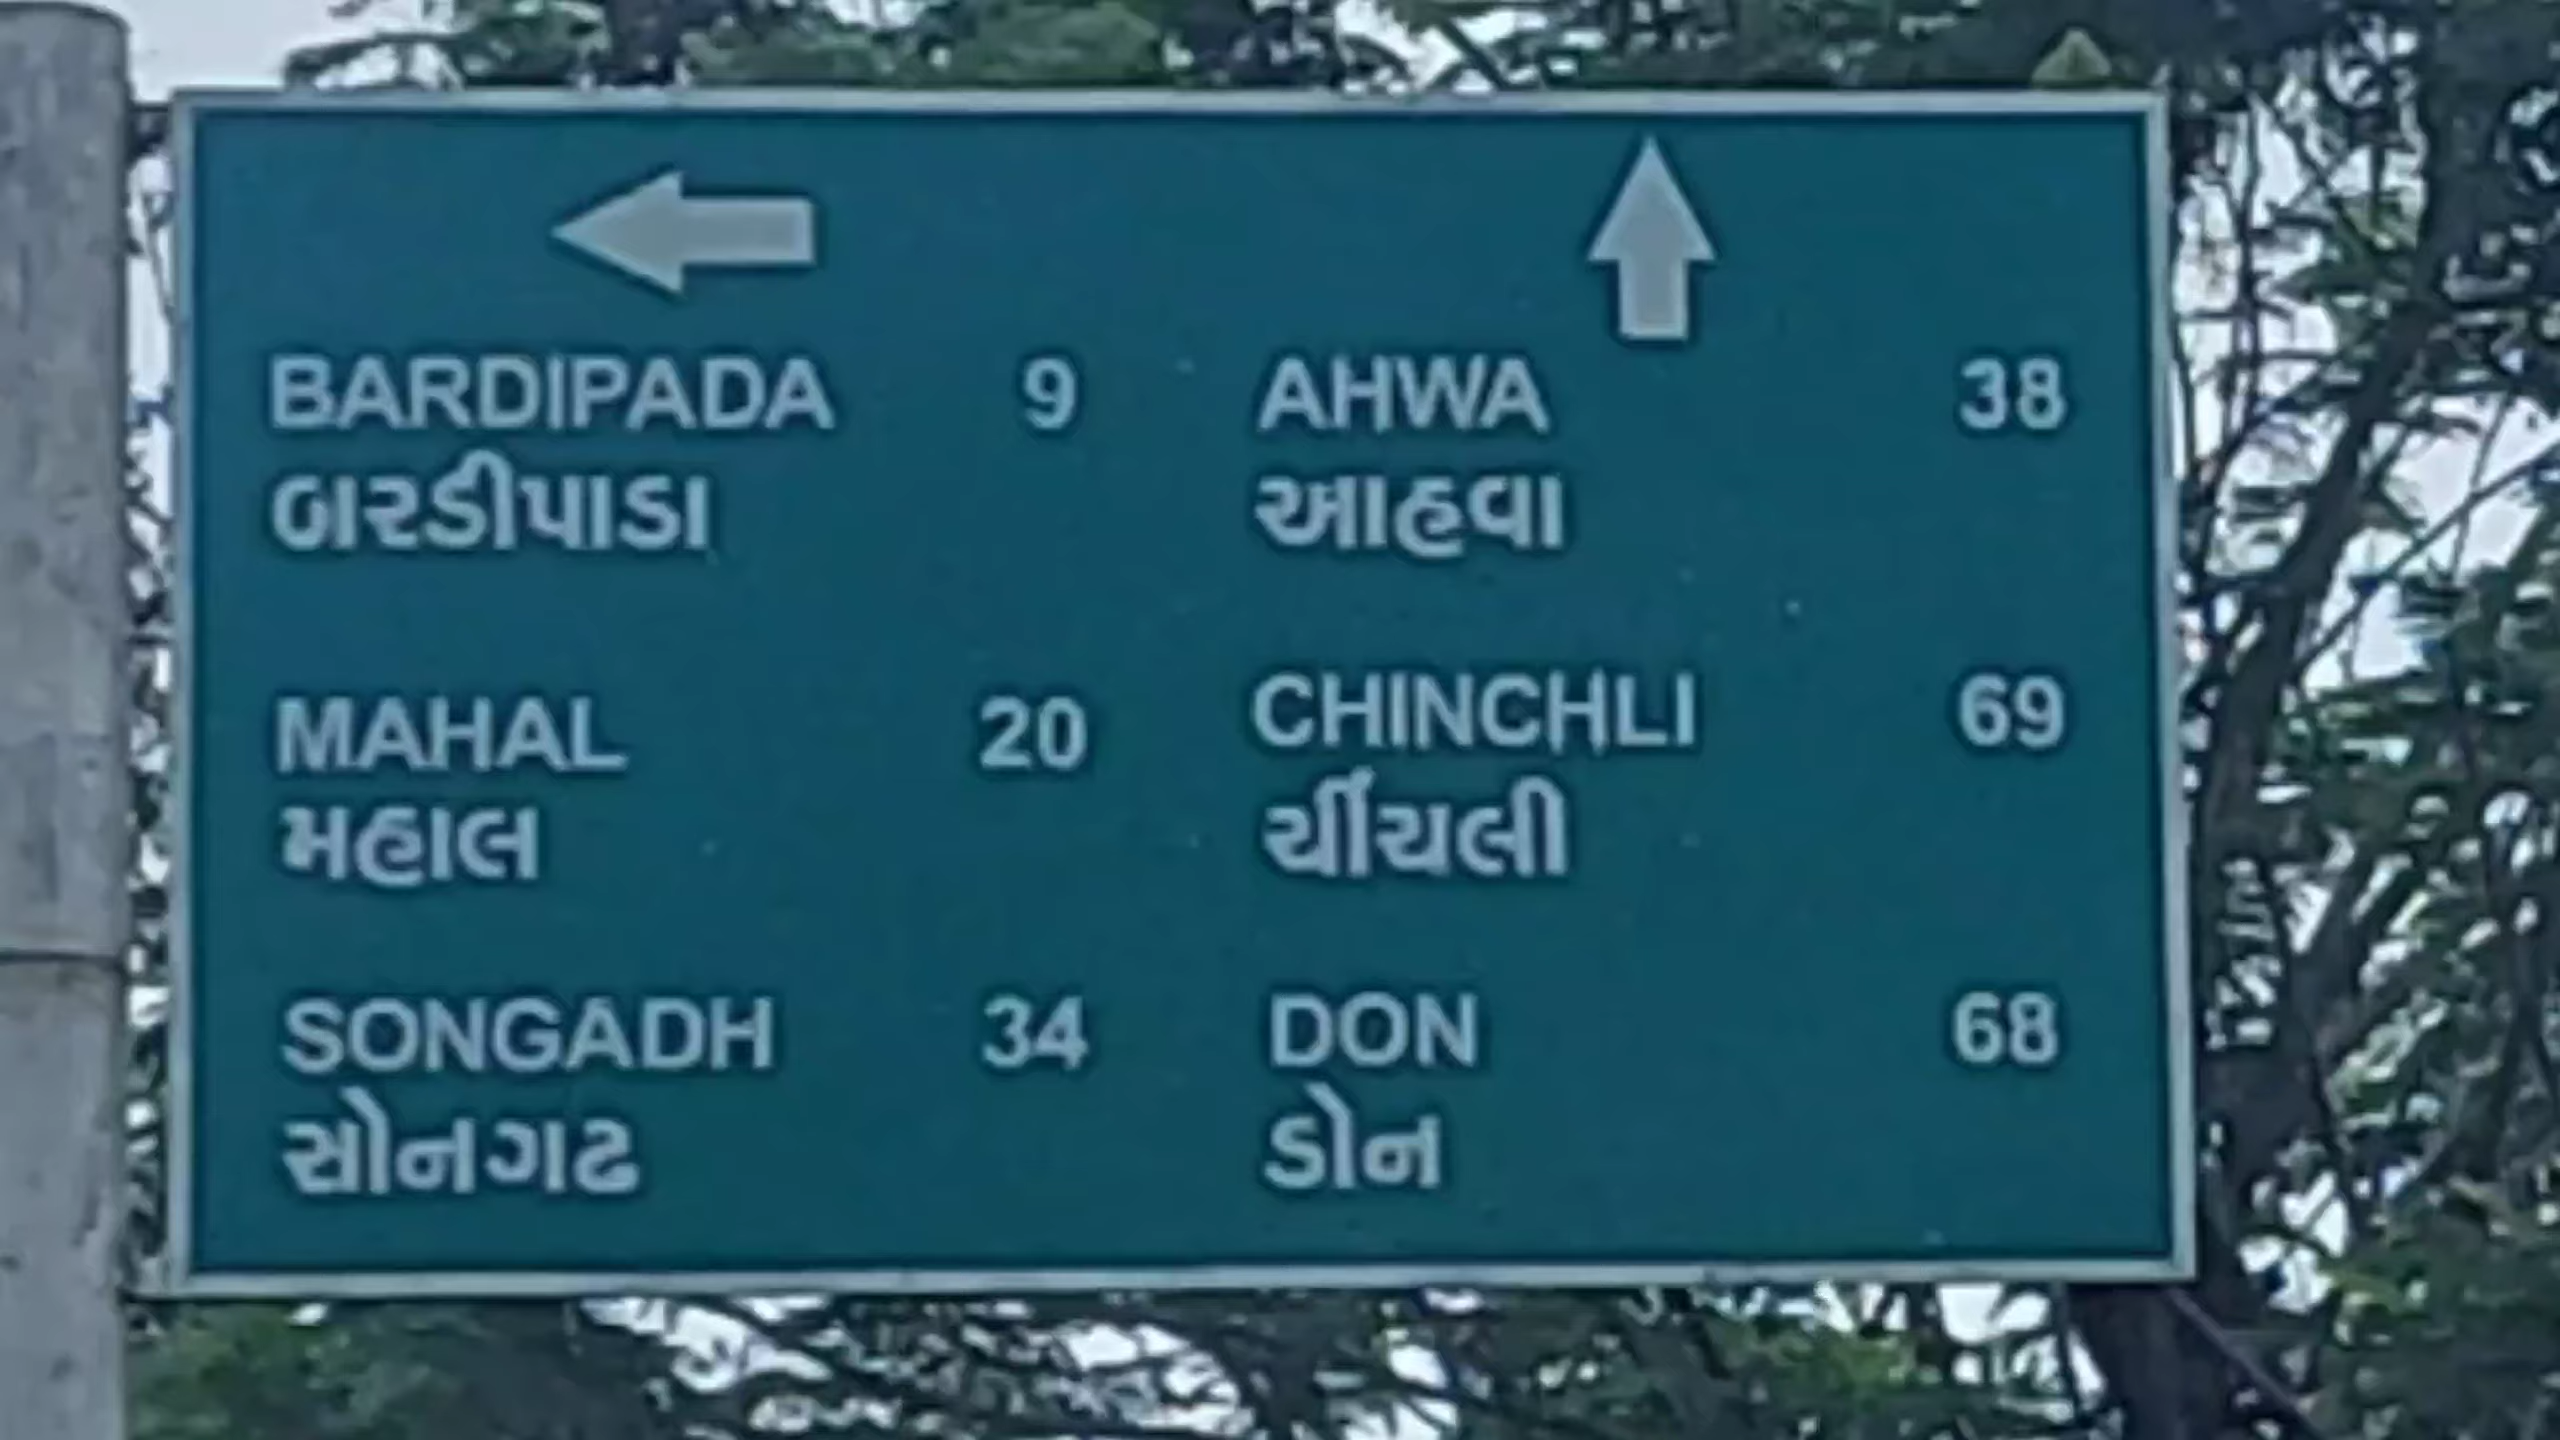 BARDIPADA 9
બારડીપાડા
MAHAL 20
મહાલ
SONGADH 34
સોનગઢ
AHWA 38
આહવા
CHINCHLI 69
ચીંચલી
DON 68
ડોન